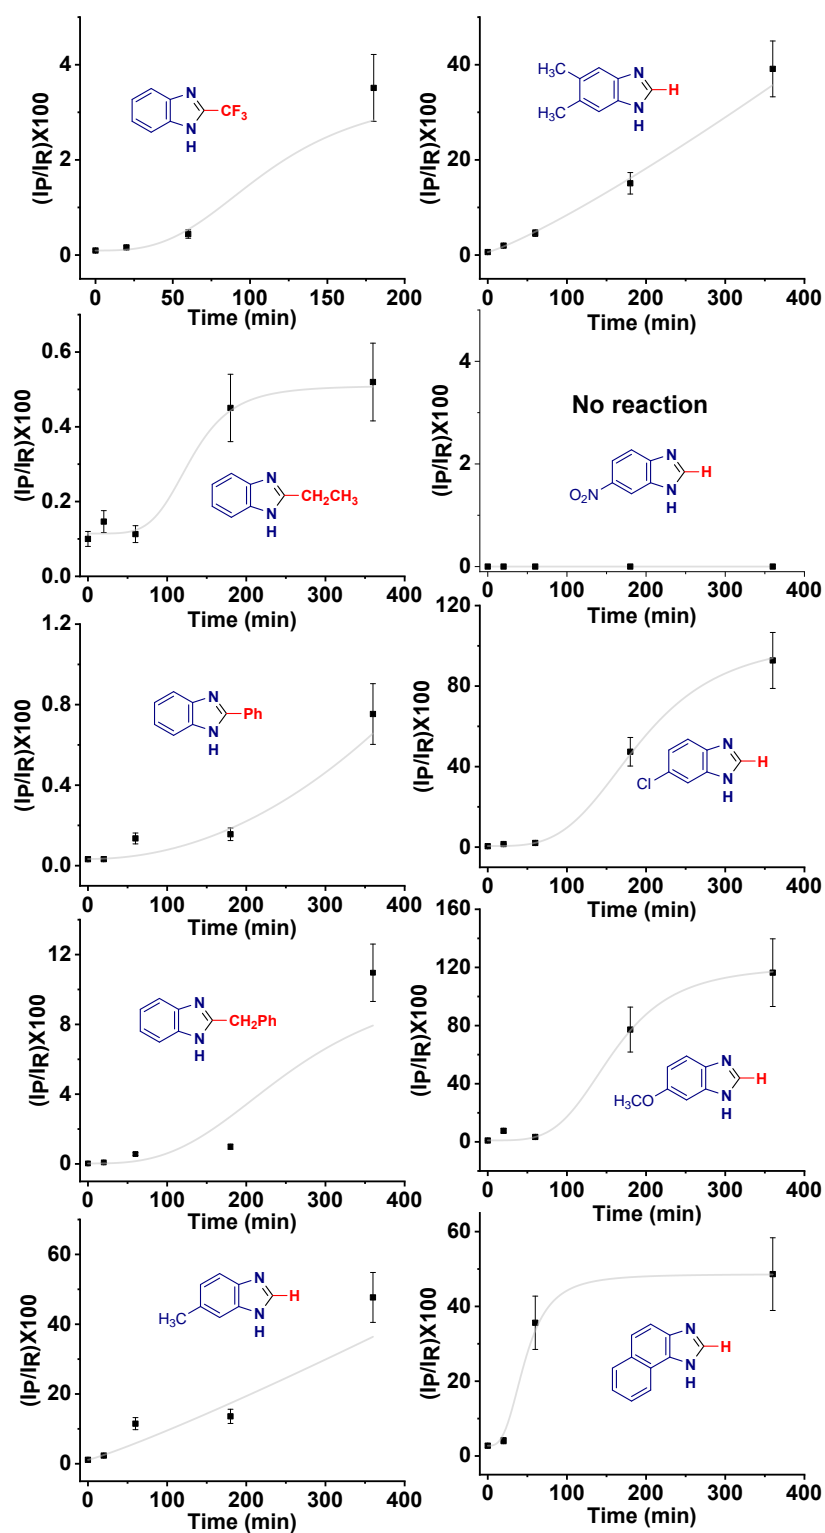 (IP/IR)X100
4
2
0
N
N
H
CF3
0 50 100 150 200
Time (min)
(IP/IR)X100
40
20
0
H3C
H3C
N
N
H
H
0 100 200 300 400
Time (min)
(IP/IR)X100
0.6
0.4
0.2
0.0
N
N
H
CH2CH3
0 100 200 300 400
Time (min)
(IP/IR)X100
4
2
0
No reaction
O2N
N
N
H
H
0 100 200 300 400
Time (min)
(IP/IR)X100
1.2
0.8
0.4
0.0
N
N
H
Ph
0 100 200 300 400
Time (min)
(IP/IR)X100
120
80
40
0
Cl
N
N
H
H
0 100 200 300 400
Time (min)
(IP/IR)X100
12
8
4
0
N
N
H
CH2Ph
0 100 200 300 400
Time (min)
(IP/IR)X100
160
120
80
40
0
H3CO
N
N
H
H
0 100 200 300 400
Time (min)
(IP/IR)X100
60
40
20
0
H3C
N
N
H
H
0 100 200 300 400
Time (min)
(IP/IR)X100
60
40
20
0
N
N
H
H
0 100 200 300 400
Time (min)